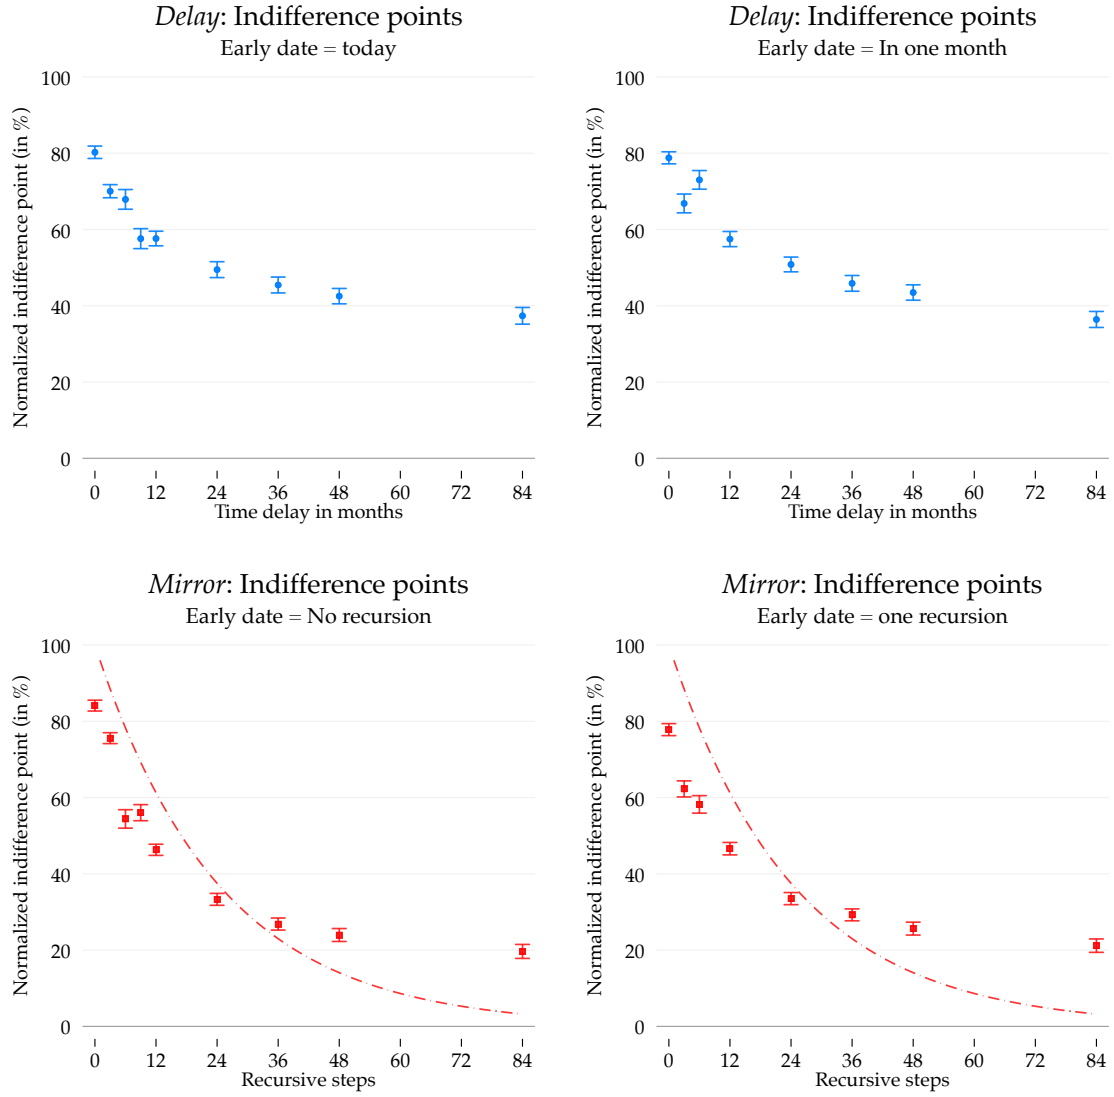 Delay: Indifference points
Early date = today
Normalized indifference point (in %)
100
80
60
40
20
0
0 12 24 36 48 60 72 84
Time delay in months
Delay: Indifference points
Early date = In one month
Normalized indifference point (in %)
100
80
60
40
20
0
0 12 24 36 48 60 72 84
Time delay in months
Mirror: Indifference points
Early date = No recursion
Normalized indifference point (in %)
100
80
60
40
20
0
0 12 24 36 48 60 72 84
Recursive steps
Mirror: Indifference points
Early date = one recursion
Normalized indifference point (in %)
100
80
60
40
20
0
0 12 24 36 48 60 72 84
Recursive steps